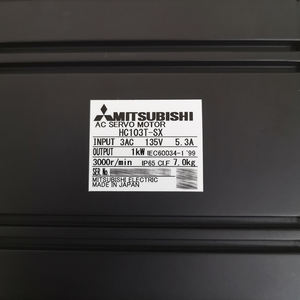 MITSUBISHI
AC SERVO MOTOR
HC103T-SX
INPUT 3AC 135V 5.3A
OUTPUT 1kW IEC60034-1 '99
3000r/min IP65 CLF 7.0kg
SER.No.
MITSUBISHI ELECTRIC
MADE IN JAPAN